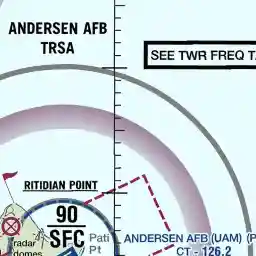 ANDERSEN AFB
TRSA
SEE TWR FREQ
RITIDIAN POINT
90
SFC
radar
domes
Pati
Pt
ANDERSEN AFB (UAM)
CT - 126.2